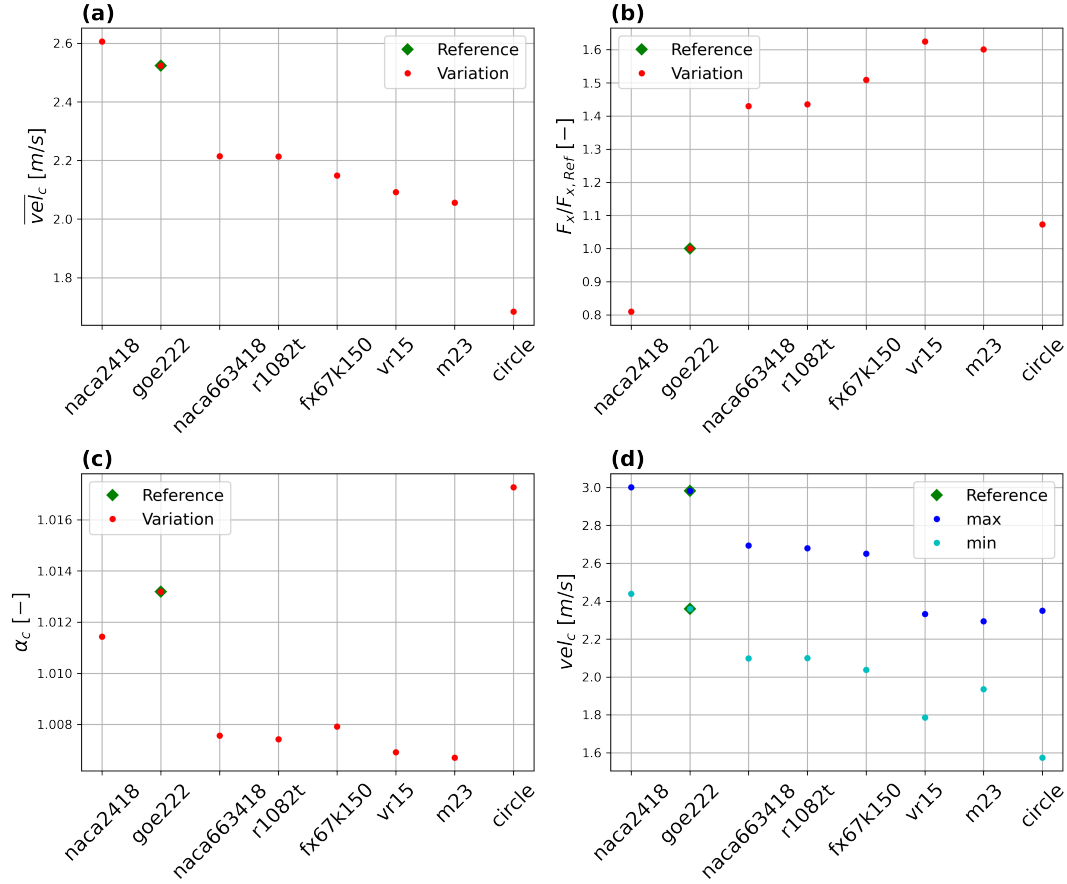 (a)
2.6
2.4
2.2
2.0
1.8
vel_c [m/s]
Reference
Variation
naca2418
goe222
naca663418
r1082t
fx67k150
vr15
m23
circle
(b)
1.6
1.5
1.4
1.3
1.2
1.1
1.0
0.9
0.8
F_x/F_{x,Ref} [−]
Reference
Variation
naca2418
goe222
naca663418
r1082t
fx67k150
vr15
m23
circle
(c)
1.016
1.014
1.012
1.010
1.008
α_c [−]
Reference
Variation
naca2418
goe222
naca663418
r1082t
fx67k150
vr15
m23
circle
(d)
3.0
2.8
2.6
2.4
2.2
2.0
1.8
1.6
vel_c [m/s]
Reference
max
min
naca2418
goe222
naca663418
r1082t
fx67k150
vr15
m23
circle